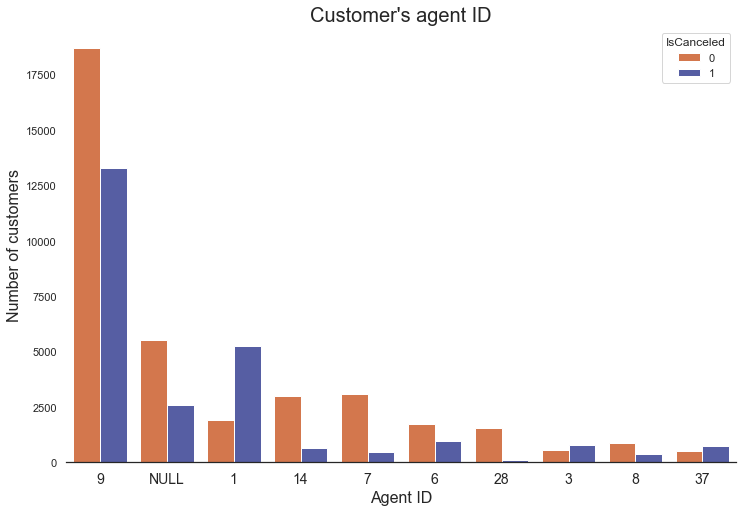 Customer's agent ID
IsCanceled
0
1
Number of customers
17500
15000
12500
10000
7500
5000
2500
0
9 NULL 1 14 7 6 28 3 8 37
Agent ID